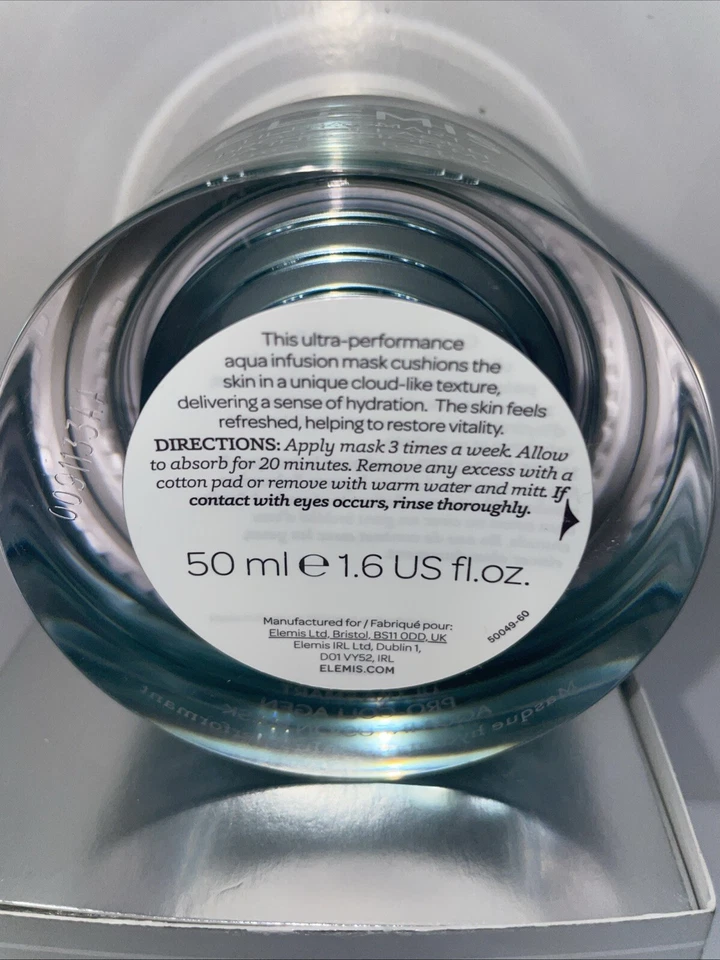 ELEMIS
This ultra-performance
aqua infusion mask cushions the
skin in a unique cloud-like texture,
delivering a sense of hydration. The skin feels
refreshed, helping to restore vitality.
DIRECTIONS: Apply mask 3 times a week. Allow
to absorb for 20 minutes. Remove any excess with a
cotton pad or remove with warm water and mitt. If
contact with eyes occurs, rinse thoroughly.
50 ml ℮ 1.6 US fl.oz.
Manufactured for / Fabriqué pour:
Elemis Ltd, Bristol, BS11 0DD, UK
Elemis IRL Ltd, Dublin 1,
D01 VY52, IRL
ELEMIS.COM
50049-60
PRO-COLLAGEN
Masque